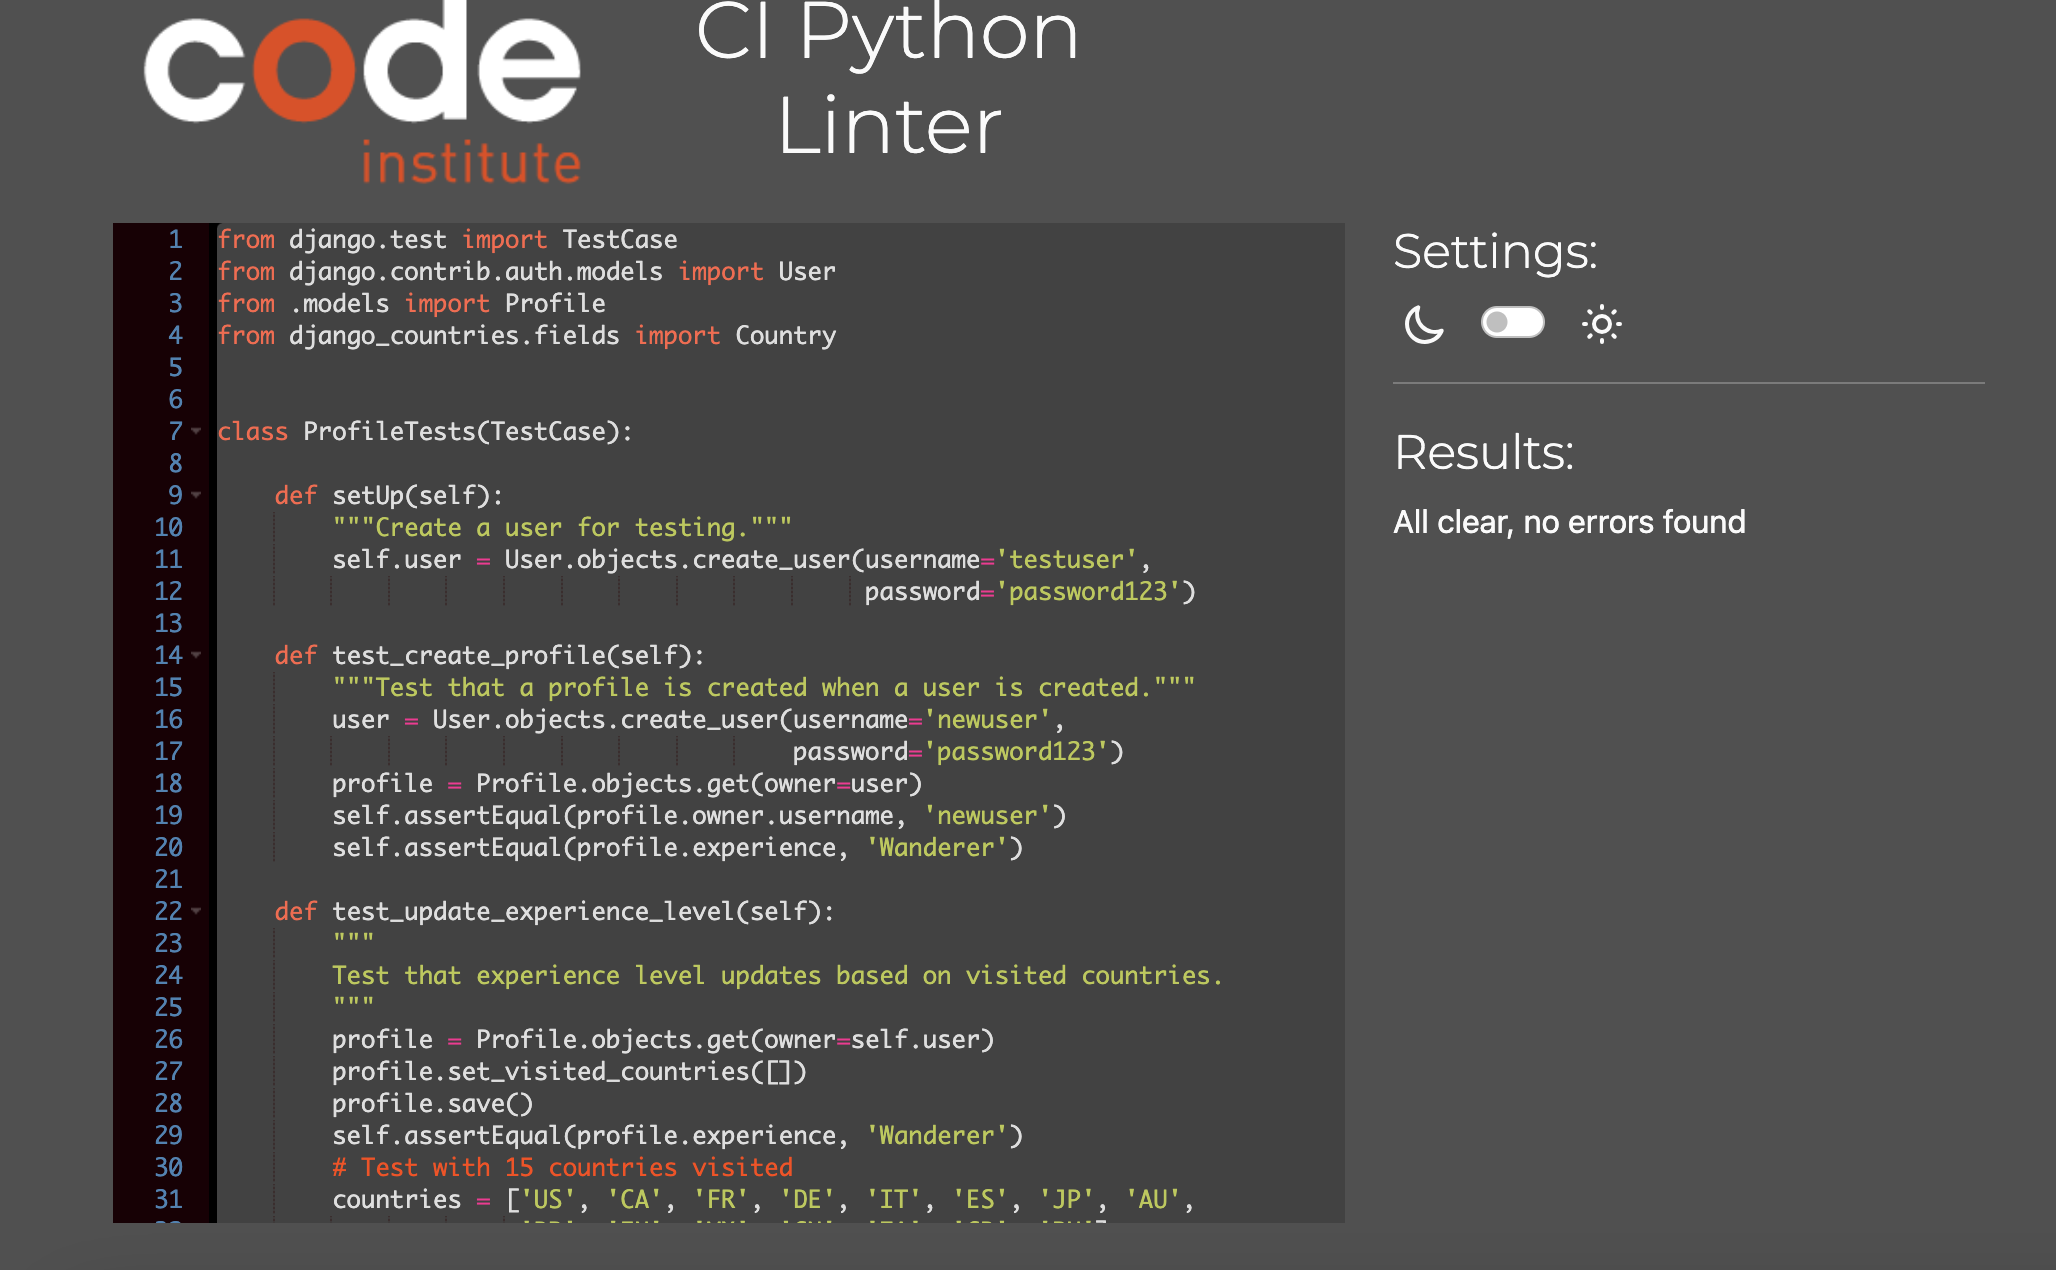 code
institute
CI Python
Linter
1 from django.test import TestCase
2 from django.contrib.auth.models import User
3 from .models import Profile
4 from django_countries.fields import Country
5
6
7 class ProfileTests(TestCase):
8
9     def setUp(self):
10         """Create a user for testing."""
11         self.user = User.objects.create_user(username='testuser',
12                                              password='password123')
13
14     def test_create_profile(self):
15         """Test that a profile is created when a user is created."""
16         user = User.objects.create_user(username='newuser',
17                                         password='password123')
18         profile = Profile.objects.get(owner=user)
19         self.assertEqual(profile.owner.username, 'newuser')
20         self.assertEqual(profile.experience, 'Wanderer')
21
22     def test_update_experience_level(self):
23         """
24         Test that experience level updates based on visited countries.
25         """
26         profile = Profile.objects.get(owner=self.user)
27         profile.set_visited_countries([])
28         profile.save()
29         self.assertEqual(profile.experience, 'Wanderer')
30         # Test with 15 countries visited
31         countries = ['US', 'CA', 'FR', 'DE', 'IT', 'ES', 'JP', 'AU',
Settings:
Results:
All clear, no errors found